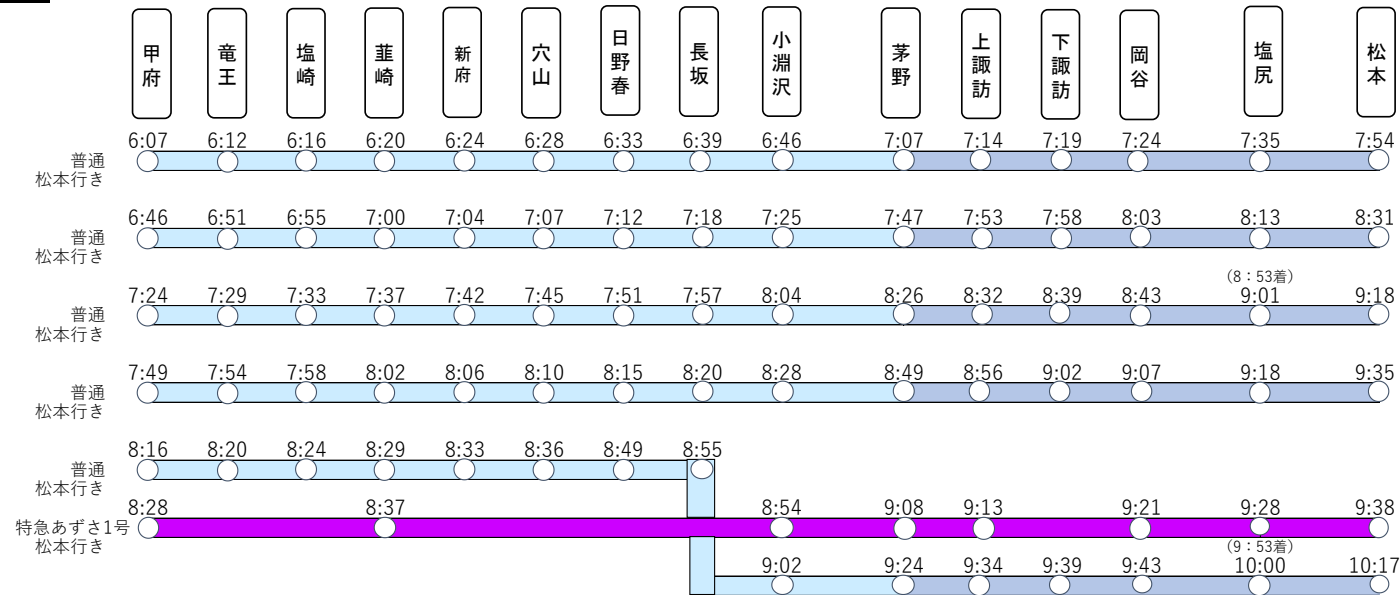 甲府 竜王 塩崎 韮崎 新府 穴山 日野春 長坂 小淵沢 茅野 上諏訪 下諏訪 岡谷 塩尻 松本
6:07 6:12 6:16 6:20 6:24 6:28 6:33 6:39 6:46 7:07 7:14 7:19 7:24 7:35 7:54
普通
松本行き
6:46 6:51 6:55 7:00 7:04 7:07 7:12 7:18 7:25 7:47 7:53 7:58 8:03 8:13 8:31
普通
松本行き
(8：53着)
7:24 7:29 7:33 7:37 7:42 7:45 7:51 7:57 8:04 8:26 8:32 8:39 8:43 9:01 9:18
普通
松本行き
7:49 7:54 7:58 8:02 8:06 8:10 8:15 8:20 8:28 8:49 8:56 9:02 9:07 9:18 9:35
普通
松本行き
8:16 8:20 8:24 8:29 8:33 8:36 8:49 8:55
普通
松本行き
8:28 8:37 8:54 9:08 9:13 9:21 9:28 9:38
特急あずさ1号
松本行き
(9：53着)
9:02 9:24 9:34 9:39 9:43 10:00 10:17